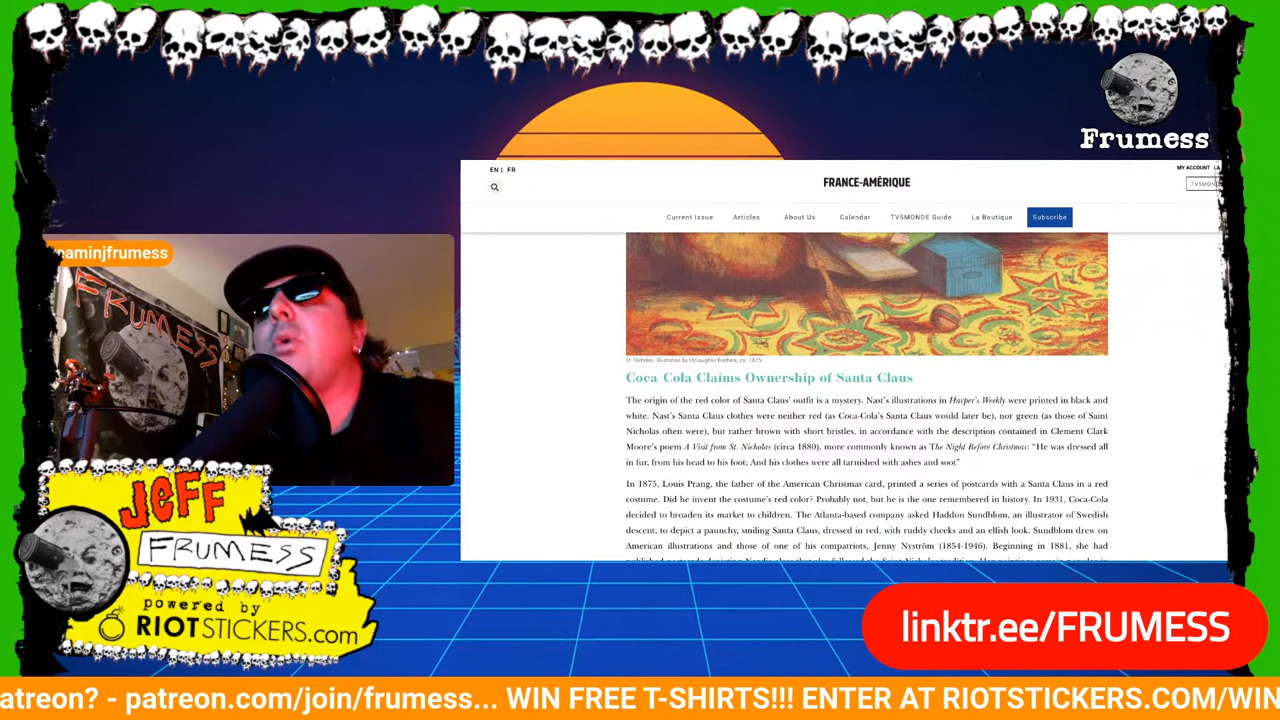 Frumess
EN | FR
MY ACCOUNT LA
FRANCE-AMÉRIQUE
TV5MOND
Current Issue Articles About Us Calendar TV5MONDE Guide La Boutique Subscribe
eaminjfrumess
FRUMESS
St. Nicholas, illustration by McLaughlin Brothers, ca. 1875.
Coca-Cola Claims Ownership of Santa Claus
The origin of the red color of Santa Claus' outfit is a mystery. Nast's illustrations in Harper's Weekly were printed in black and
white. Nast's Santa Claus clothes were neither red (as Coca-Cola's Santa Claus would later be), nor green (as those of Saint
Nicholas often were), but rather brown with short bristles, in accordance with the description contained in Clement Clark
Moore's poem A Visit from St. Nicholas (circa 1880), more commonly known as The Night Before Christmas: “He was dressed all
in fur, from his head to his foot; And his clothes were all tarnished with ashes and soot”
In 1875, Louis Prang, the father of the American Christmas card, printed a series of postcards with a Santa Claus in a red
costume. Did he invent the costume's red color? Probably not, but he is the one remembered in history. In 1931, Coca-Cola
decided to broaden its market to children. The Atlanta-based company asked Haddon Sundblom, an illustrator of Swedish
descent, to depict a paunchy, smiling Santa Claus, dressed in red, with ruddy cheeks and an elfish look. Sundblom drew on
American illustrations and those of one of his compatriots, Jenny Nyström (1854-1946). Beginning in 1881, she had
JEFF
FRUMESS
powered by
RIOTSTICKERS.com
linktr.ee/FRUMESS
atreon? - patreon.com/join/frumess... WIN FREE T-SHIRTS!!! ENTER AT RIOTSTICKERS.COM/WIN